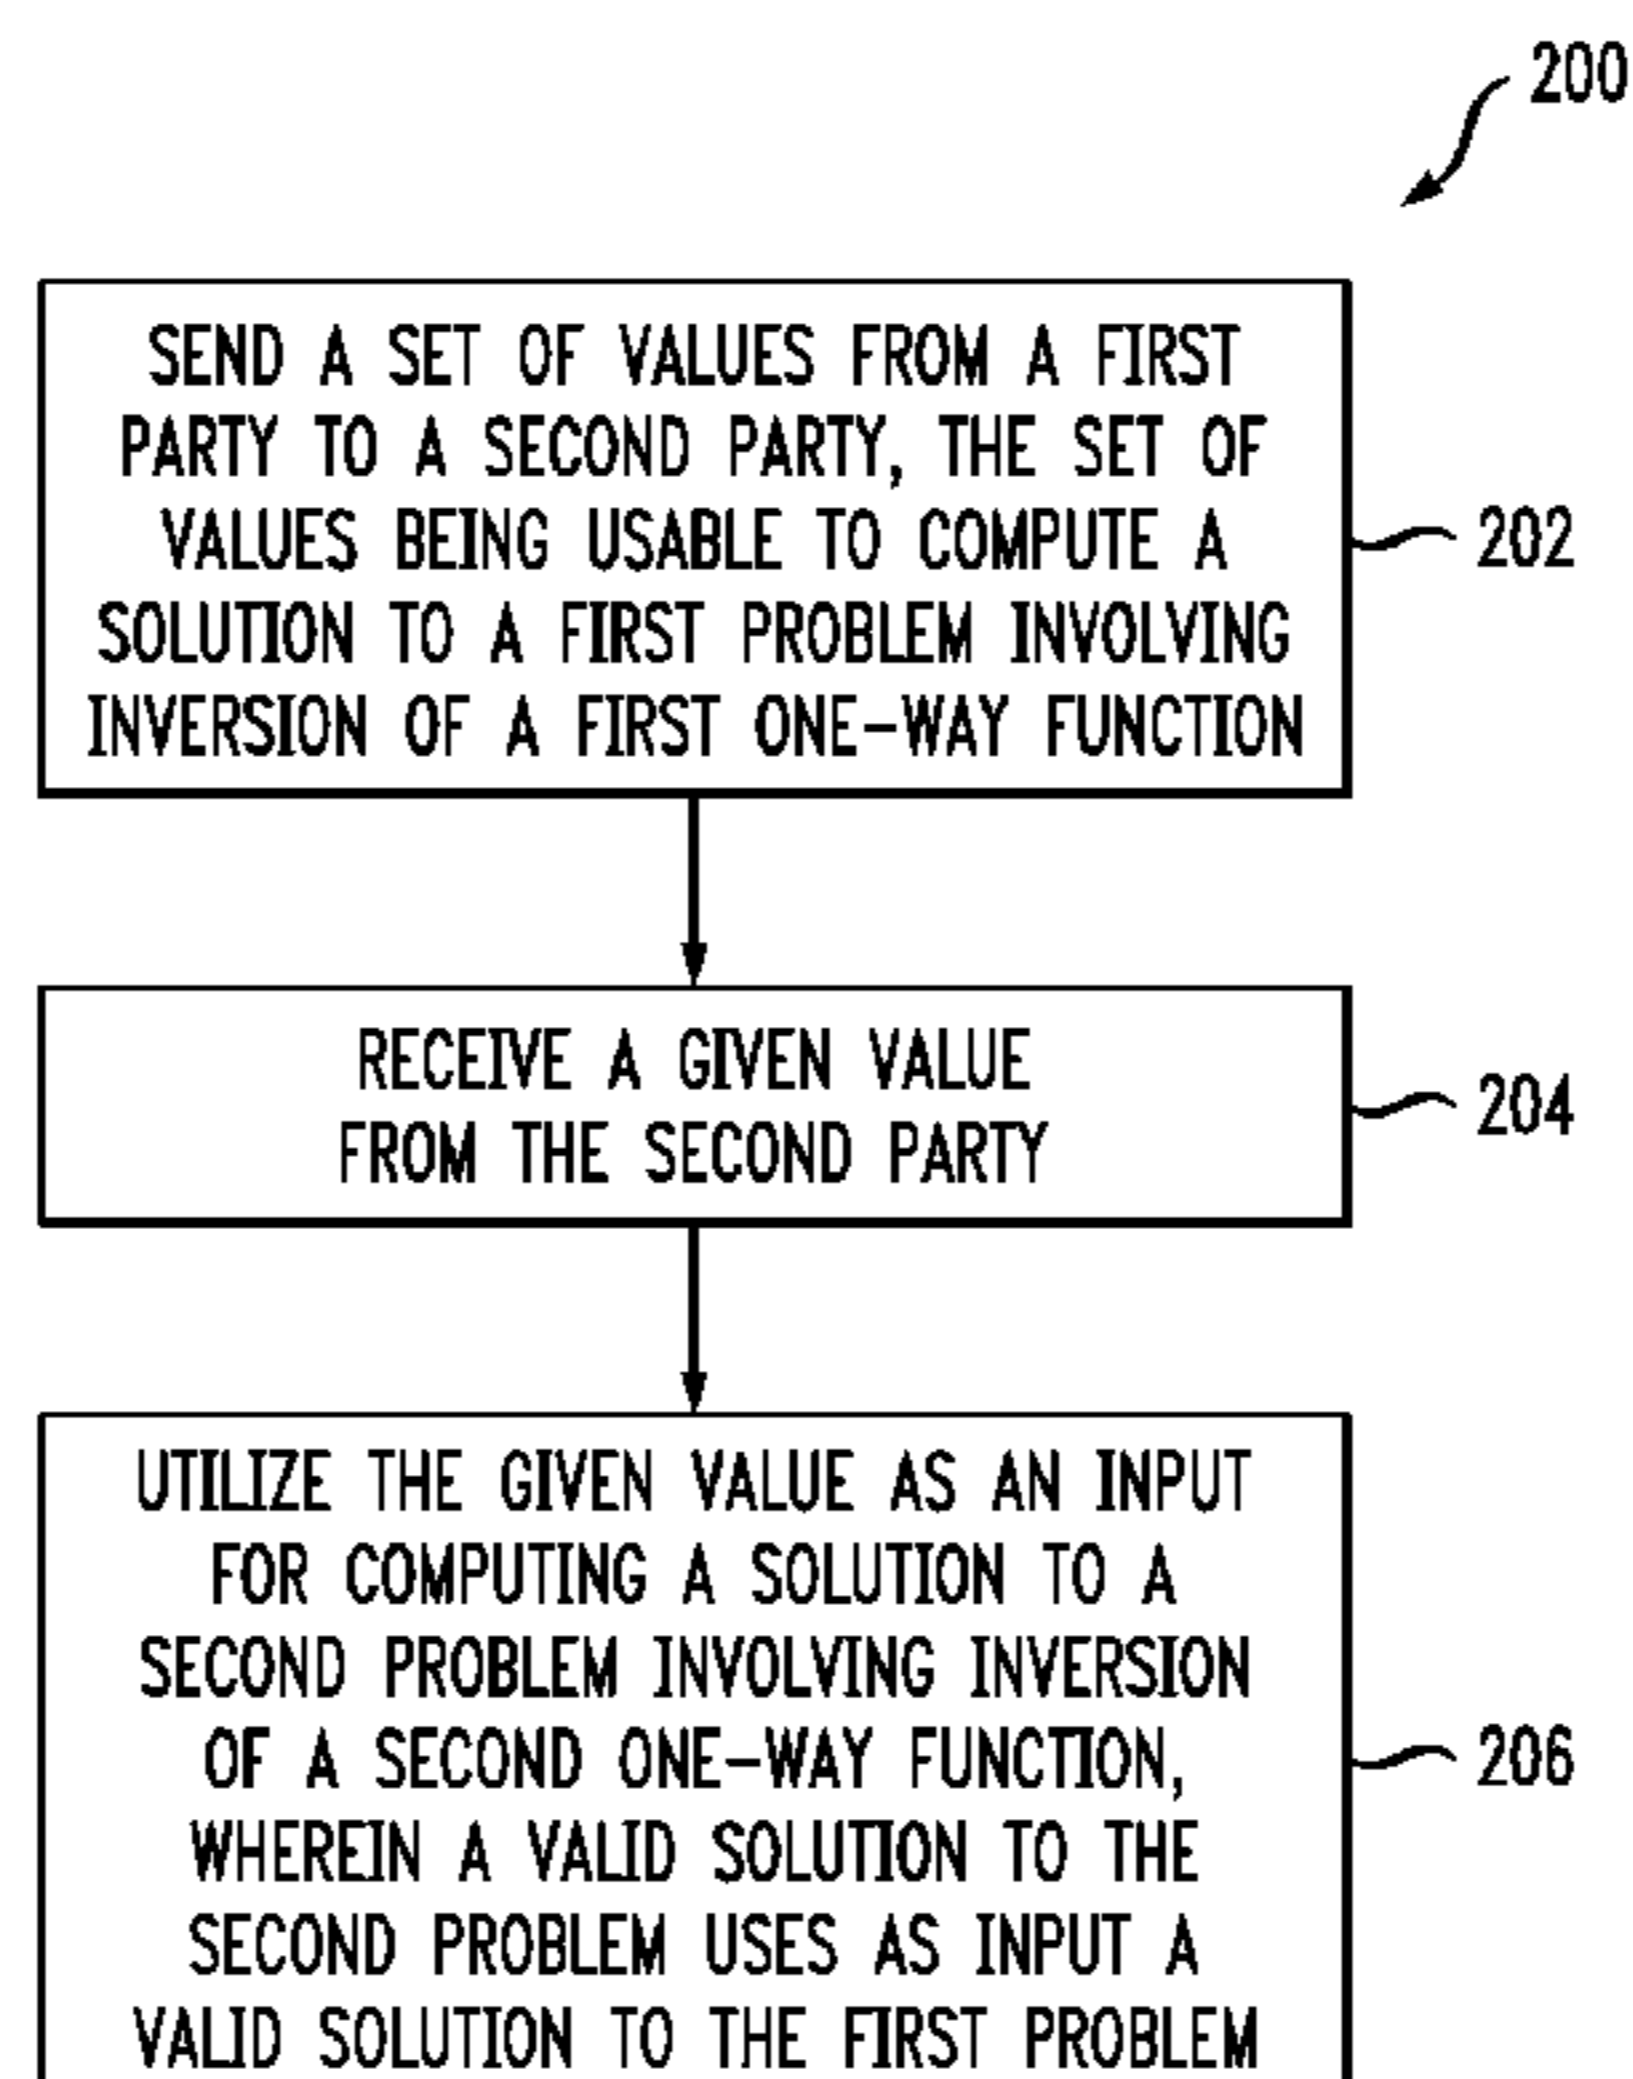 200
SEND A SET OF VALUES FROM A FIRST
PARTY TO A SECOND PARTY, THE SET OF
VALUES BEING USABLE TO COMPUTE A
SOLUTION TO A FIRST PROBLEM INVOLVING
INVERSION OF A FIRST ONE-WAY FUNCTION
202
RECEIVE A GIVEN VALUE
FROM THE SECOND PARTY
204
UTILIZE THE GIVEN VALUE AS AN INPUT
FOR COMPUTING A SOLUTION TO A
SECOND PROBLEM INVOLVING INVERSION
OF A SECOND ONE-WAY FUNCTION,
WHEREIN A VALID SOLUTION TO THE
SECOND PROBLEM USES AS INPUT A
VALID SOLUTION TO THE FIRST PROBLEM
206